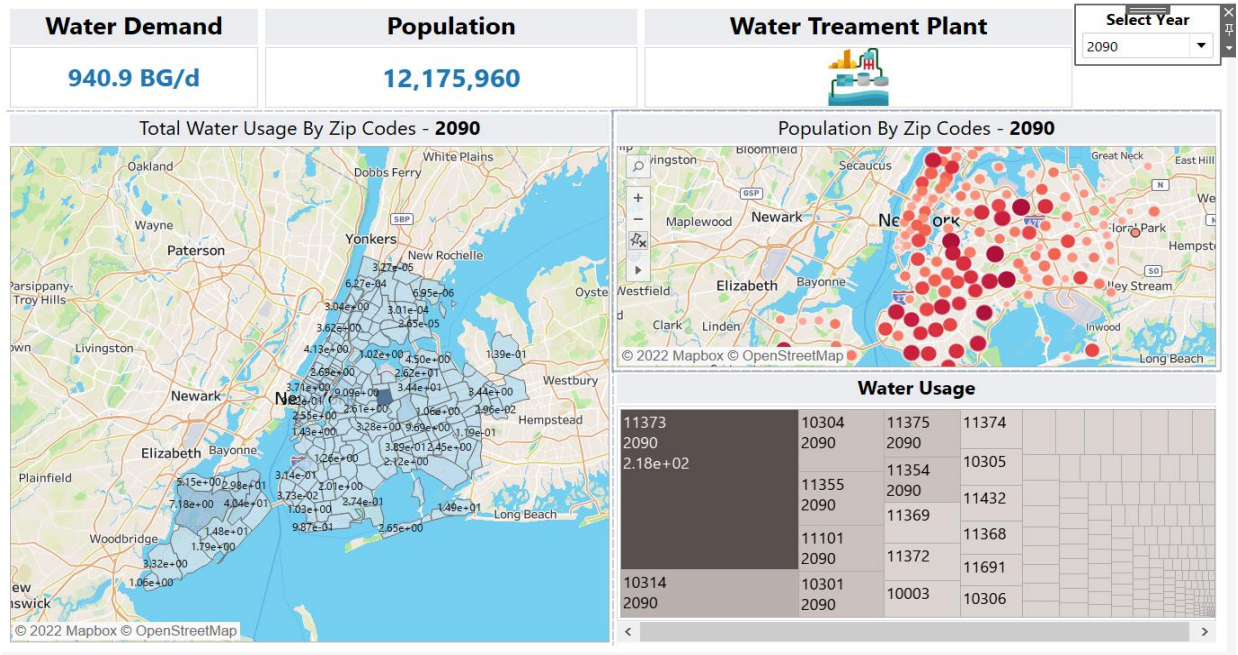 Water Demand
Population
Water Treament Plant
Select Year
2090
940.9 BG/d
12,175,960
Total Water Usage By Zip Codes - 2090
Oakland
White Plains
Dobbs Ferry
Wayne
SBP
Paterson
Yonkers
New Rochelle
3.27e-05
6.27e-04
6.95e-06
Parsippany-
Troy Hills
Oyste
3.04e+00
3.01e-04
2.65e-05
3.62e+00
Livingston
4.13e+00
1.02e+00
4.50e+00
1.39e-01
2.69e+00
2.62e+01
Westbury
3.71e+00
3.44e+01
3.44e+00
Newark
9.09e+00
2.55e+00
2.61e+00
1.06e+00
2.96e-02
Hempstead
1.43e+00
3.28e+00
9.69e+00
1.19e-01
Elizabeth
Bayonne
3.89e-01
2.45e+00
1.26e+00
2.12e+00
Plainfield
3.14e-01
5.15e+00
2.98e+01
2.01e+00
3.73e-02
7.18e+00
4.04e+01
2.74e-01
1.03e+00
1.49e+01
Long Beach
9.87e-01
2.65e+00
Woodbridge
1.48e+01
1.79e+00
3.32e+00
1.06e+00
ew
nswick
© 2022 Mapbox © OpenStreetMap
Population By Zip Codes - 2090
Bloomfield
Great Neck
East Hill
vingston
Secaucus
GSP
N
Maplewood
Newark
Hempst
Elizabeth
Bayonne
SO
lley Stream
Westfield
Clark
Linden
Inwood
© 2022 Mapbox © OpenStreetMap
Long Beach
Water Usage
11373
2090
2.18e+02
10314
2090
10304
2090
11355
2090
11101
2090
10301
2090
11375
2090
11354
2090
11369
11372
10003
11374
10305
11432
11368
11691
10306